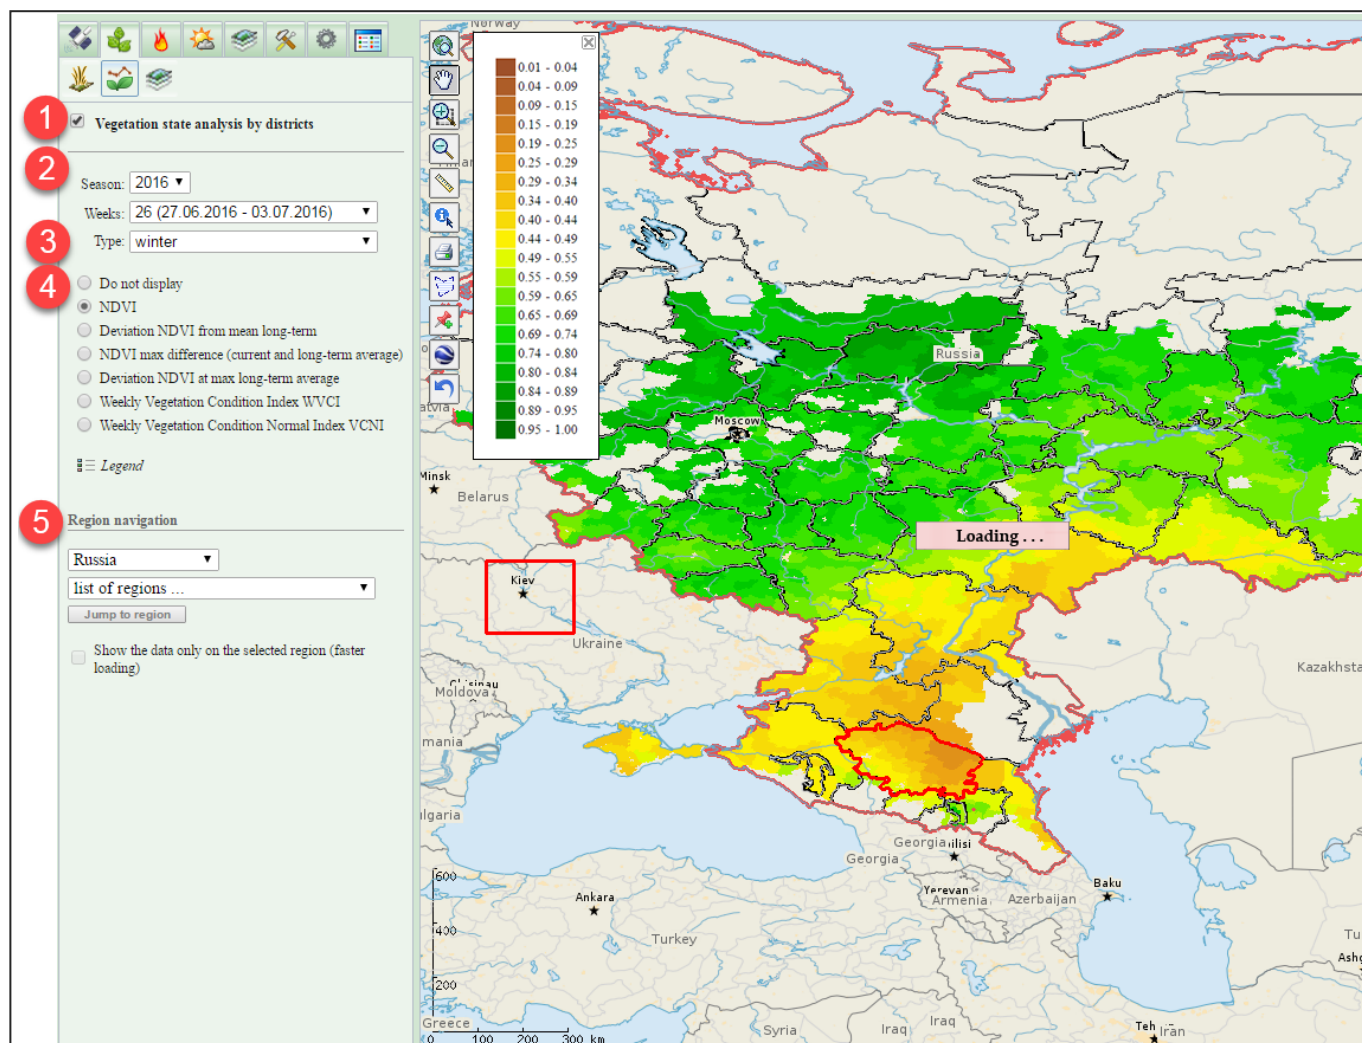 1
Vegetation state analysis by districts
2
Season: 2016
Weeks: 26 (27.06.2016 - 03.07.2016)
3
Type: winter
4
Do not display
NDVI
Deviation NDVI from mean long-term
NDVI max difference (current and long-term average)
Deviation NDVI at max long-term average
Weekly Vegetation Condition Index WVCI
Weekly Vegetation Condition Normal Index VCNI
Legend
5
Region navigation
Russia
list of regions ...
Jump to region
Show the data only on the selected region (faster
loading)
Norway
0.01 - 0.04
0.04 - 0.09
0.09 - 0.15
0.15 - 0.19
0.19 - 0.25
0.25 - 0.29
0.29 - 0.34
0.34 - 0.40
0.40 - 0.44
0.44 - 0.49
0.49 - 0.55
0.55 - 0.59
0.59 - 0.65
0.65 - 0.69
0.69 - 0.74
0.74 - 0.80
0.80 - 0.84
0.84 - 0.89
0.89 - 0.95
0.95 - 1.00
Russia
Moscow
Minsk
Belarus
Loading . . .
Kiev
Ukraine
Kazakhsta
Moldova
mania
lgaria
Georgia
ilisi
Georgia
Yerevan
Armenia
Azerbaijan
Baku
Ankara
Turkey
600
400
200
0 100 200 300 km
Greece
Syria
Iraq
Iraq
Teh
Iran
Tu
Ashg